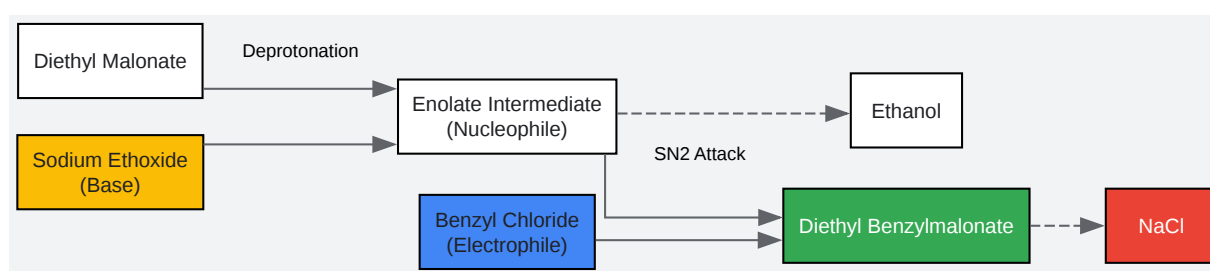 Diethyl Malonate
Deprotonation
Enolate Intermediate
(Nucleophile)
Ethanol
Sodium Ethoxide
(Base)
SN2 Attack
Benzyl Chloride
(Electrophile)
Diethyl Benzylmalonate
NaCl